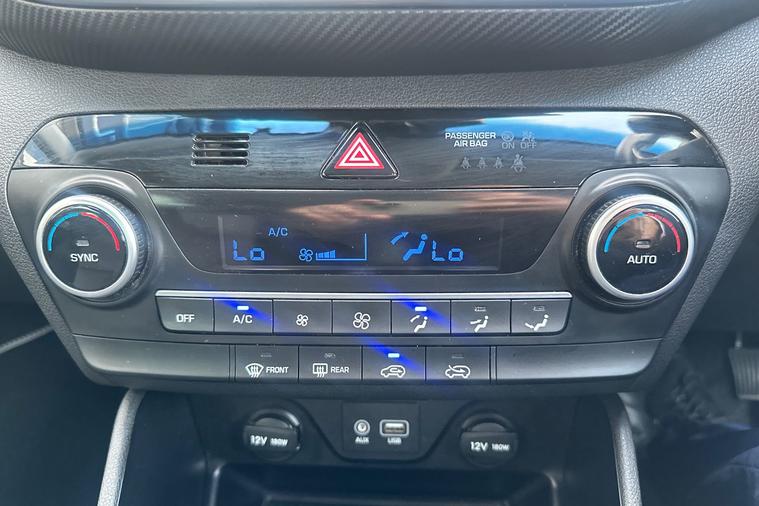 PASSENGER
AIR BAG
ON OFF
A/C
Lo Lo
SYNC AUTO
OFF A/C
FRONT REAR
12V 180W AUX USB 12V 180W